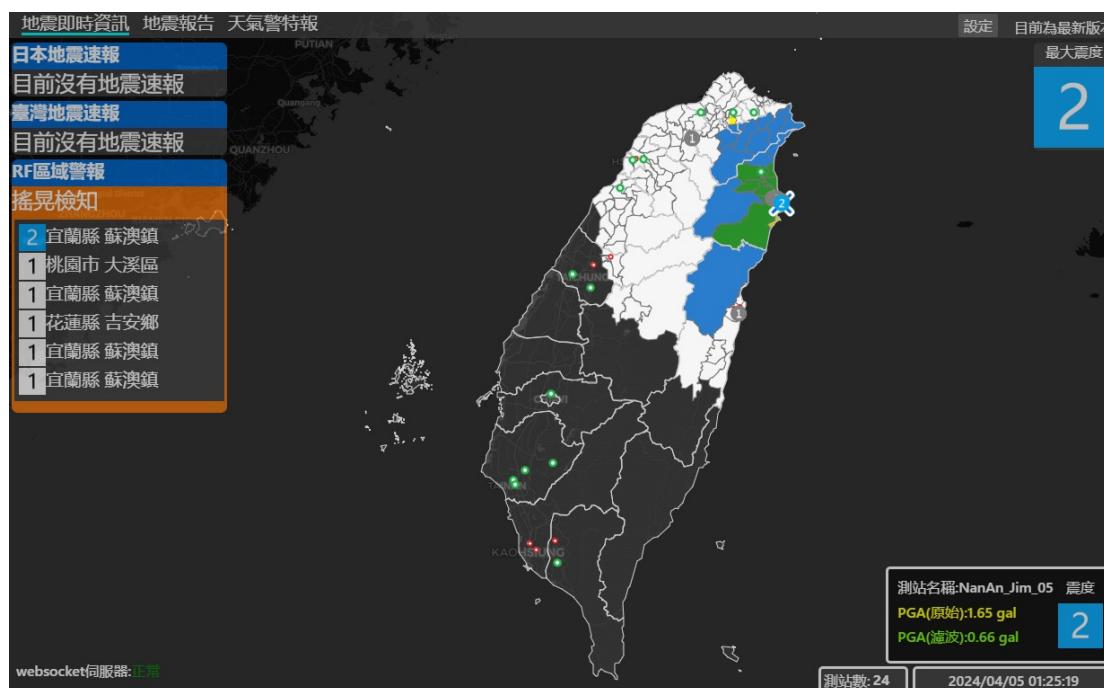 地震即時資訊 地震報告 天氣警特報
設定 目前為最新版本
日本地震速報
目前沒有地震速報
臺灣地震速報
目前沒有地震速報
RF區域警報
搖晃檢知
2 宜蘭縣 蘇澳鎮
1 桃園市 大溪區
1 宜蘭縣 蘇澳鎮
1 花蓮縣 吉安鄉
1 宜蘭縣 蘇澳鎮
1 宜蘭縣 蘇澳鎮
最大震度
2
PUTIAN
Quangang
QUANZHOU
1
2
1
KAOHSIUNG
測站名稱:NanAn_Jim_05 震度
PGA(原始):1.65 gal
PGA(濾波):0.66 gal
2
websocket伺服器:正常
測站數: 24
2024/04/05 01:25:19